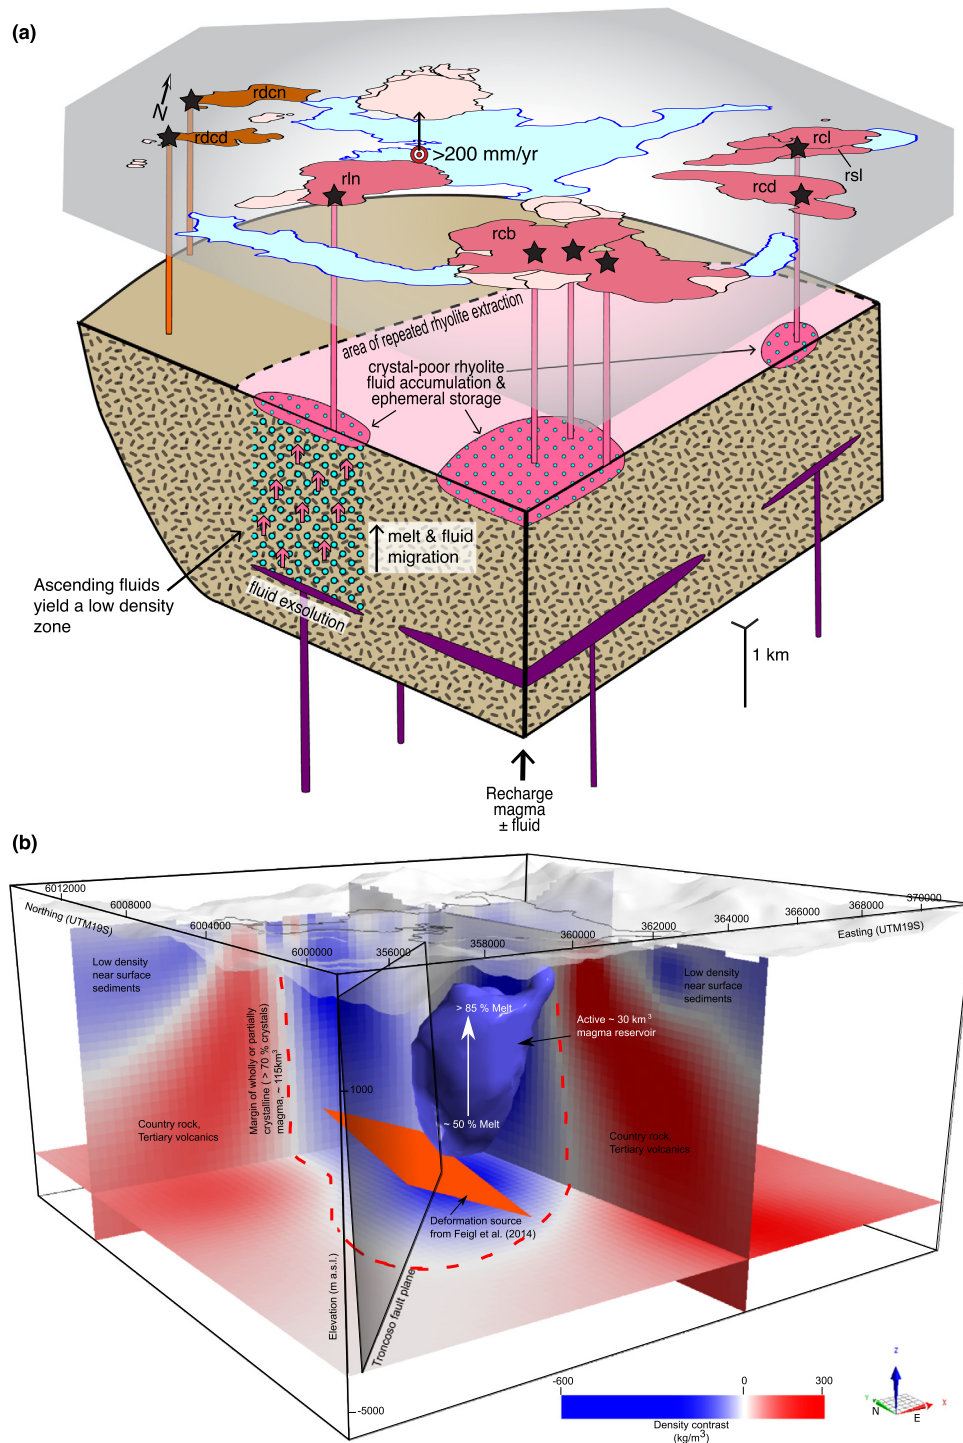 (a)
N
rdcn
rdcd
>200 mm/yr
rln
rcl
rsl
rcd
rcb
area of repeated rhyolite extraction
crystal-poor rhyolite
fluid accumulation &
ephemeral storage
melt & fluid
migration
Ascending fluids
yield a low density
zone
fluid exsolution
1 km
Recharge
magma
± fluid
(b)
6012000
6008000
6004000
6000000
Northing (UTM19S)
356000
358000
360000
362000
364000
366000
368000
370000
Easting (UTM19S)
Low density
near surface
sediments
Low density
near surface
sediments
> 85 % Melt
Active ~ 30 km3
magma reservoir
Margin of wholly or partially
crystalline ( > 70 % crystals)
magma, ~ 115km3
1000
~ 50 % Melt
Country rock,
Tertiary volcanics
Country rock,
Tertiary volcanics
Deformation source
from Feigl et al. (2014)
Elevation (m a.s.l.)
Troncoso fault plane
-5000
-600
0
300
Density contrast
(kg/m3)
Z
Y
X
N
E